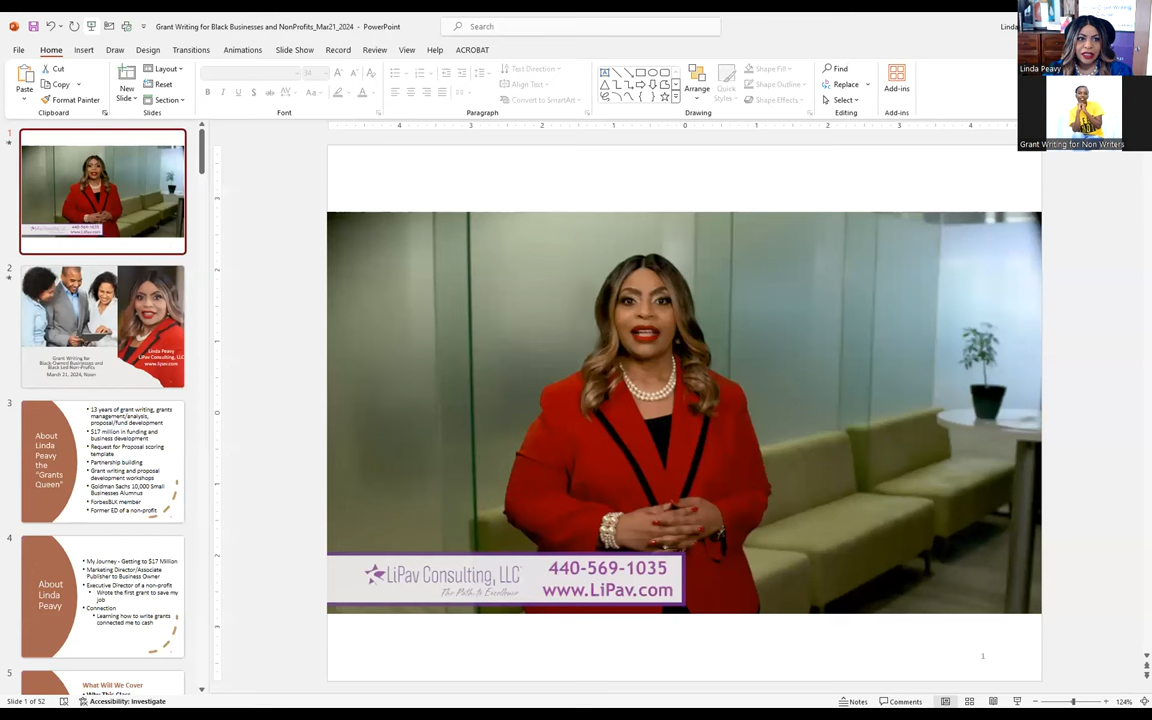 Grant Writing for Black Businesses and NonProfits_Mar21_2024 - PowerPoint
Search
Linda
File Home Insert Draw Design Transitions Animations Slide Show Record Review View Help ACROBAT
Paste
Cut
Copy
Format Painter
Clipboard
New
Slide
Layout
Reset
Section
Slides
Font
Text Direction
Align Text
Convert to SmartArt
Paragraph
Arrange
Quick
Styles
Shape Fill
Shape Outline
Shape Effects
Drawing
Find
Replace
Select
Editing
Add-ins
Add-ins
Linda Peavy
Grant Writing for Non Writers
1
2
Grant Writing for
Black-Owned Businesses and
Black Led Non-Profits
March 21, 2024, Noon
Linda Peavy
LiPav Consulting, LLC
www.lipav.com
3
About
Linda
Peavy
the
"Grants
Queen"
• 13 years of grant writing, grants
management/analysis,
proposal/fund development
• $17 million in funding and
business development
• Request for Proposal scoring
template
• Partnership building
• Grant writing and proposal
development workshops
• Goldman Sachs 10,000 Small
Businesses Alumnus
• ForbesBLK member
• Former ED of a non-profit
4
About
Linda
Peavy
• My Journey - Getting to $17 Million
• Marketing Director/Associate
Publisher to Business Owner
• Executive Director of a non-profit
• Wrote the first grant to save my
job
• Connection
• Learning how to write grants
connected me to cash
5
What Will We Cover
LiPav Consulting, LLC
The Path to Excellence
440-569-1035
www.LiPav.com
1
Slide 1 of 52
Accessibility: Investigate
Notes
Comments
124%